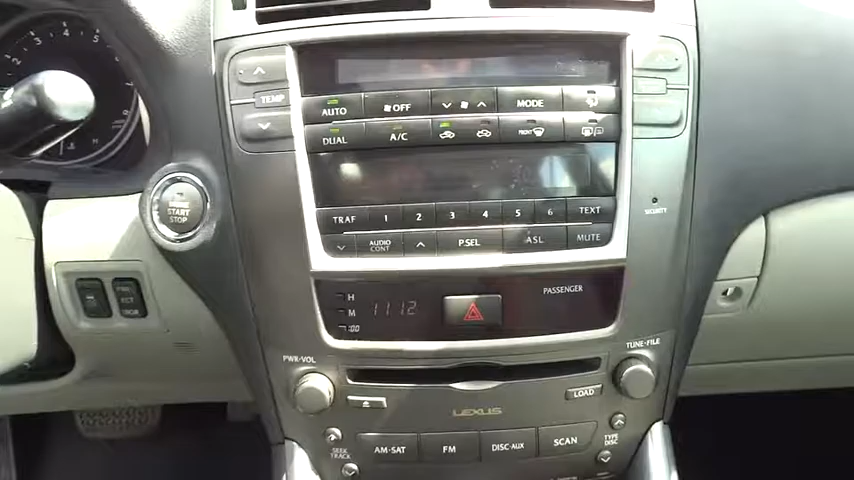 TEMP
AUTO
OFF
MODE
DUAL
A/C
FRONT
ENGINE
START
STOP
TRAF 1 2 3 4 5 6 TEXT
AUDIO
CONT
P.SEL
ASL
MUTE
SECURITY
H
M
:00
11 12
PASSENGER
PWR·VOL
TUNE·FILE
LOAD
LEXUS
SEEK
TRACK
AM·SAT
FM
DISC·AUX
SCAN
TYPE
DISC
ECT